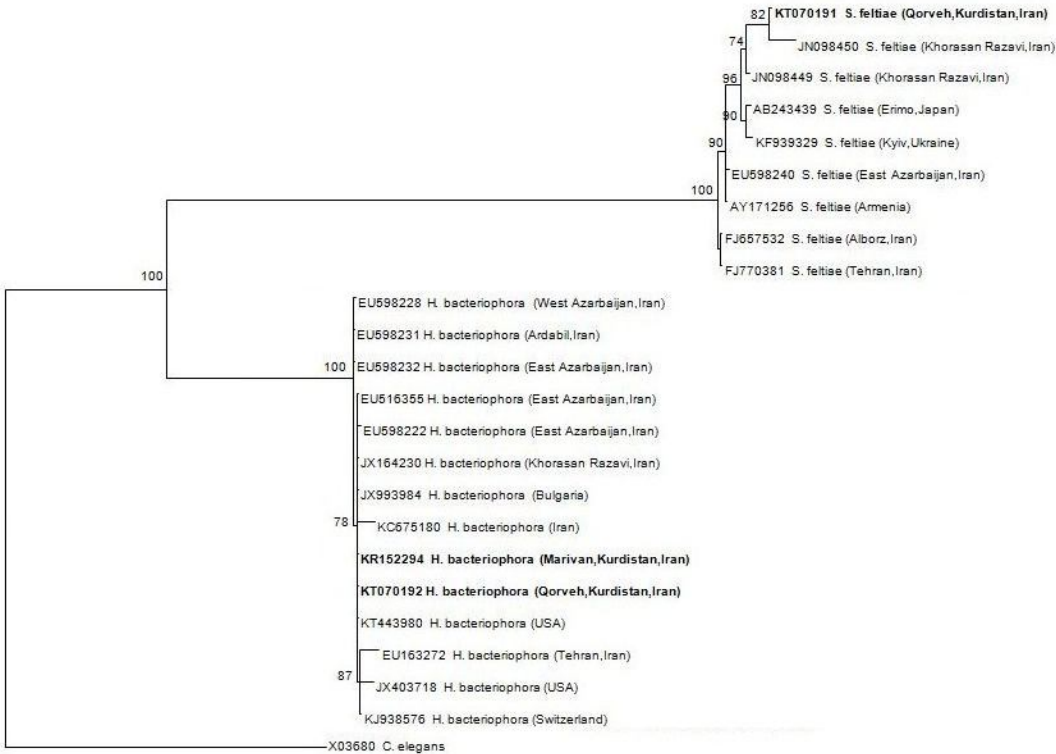 82
KT070191 S. feltiae (Qorveh,Kurdistan,Iran)
74
JN098450 S. feltiae (Khorasan Razavi,Iran)
96
JN098449 S. feltiae (Khorasan Razavi,Iran)
90
AB243439 S. feltiae (Erimo,Japan)
90
KF939329 S. feltiae (Kyiv,Ukraine)
EU598240 S. feltiae (East Azarbaijan,Iran)
100
AY171256 S. feltiae (Armenia)
FJ657532 S. feltiae (Alborz,Iran)
FJ770381 S. feltiae (Tehran,Iran)
100
EU598228 H. bacteriophora (West Azarbaijan,Iran)
EU598231 H. bacteriophora (Ardabil,Iran)
100
EU598232 H. bacteriophora (East Azarbaijan,Iran)
EU516355 H. bacteriophora (East Azarbaijan,Iran)
EU598222 H. bacteriophora (East Azarbaijan,Iran)
JX164230 H. bacteriophora (Khorasan Razavi,Iran)
JX993984 H. bacteriophora (Bulgaria)
78
KC675180 H. bacteriophora (Iran)
KR152294 H. bacteriophora (Marivan,Kurdistan,Iran)
KT070192 H. bacteriophora (Qorveh,Kurdistan,Iran)
KT443980 H. bacteriophora (USA)
EU163272 H. bacteriophora (Tehran,Iran)
87
JX403718 H. bacteriophora (USA)
KJ938576 H. bacteriophora (Switzerland)
X03680 C. elegans